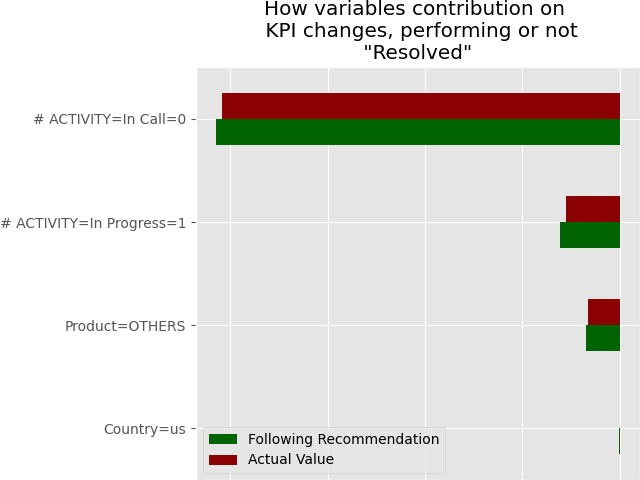 How variables contribution on
KPI changes, performing or not
"Resolved"
# ACTIVITY=In Call=0
# ACTIVITY=In Progress=1
Product=OTHERS
Country=us
Following Recommendation
Actual Value